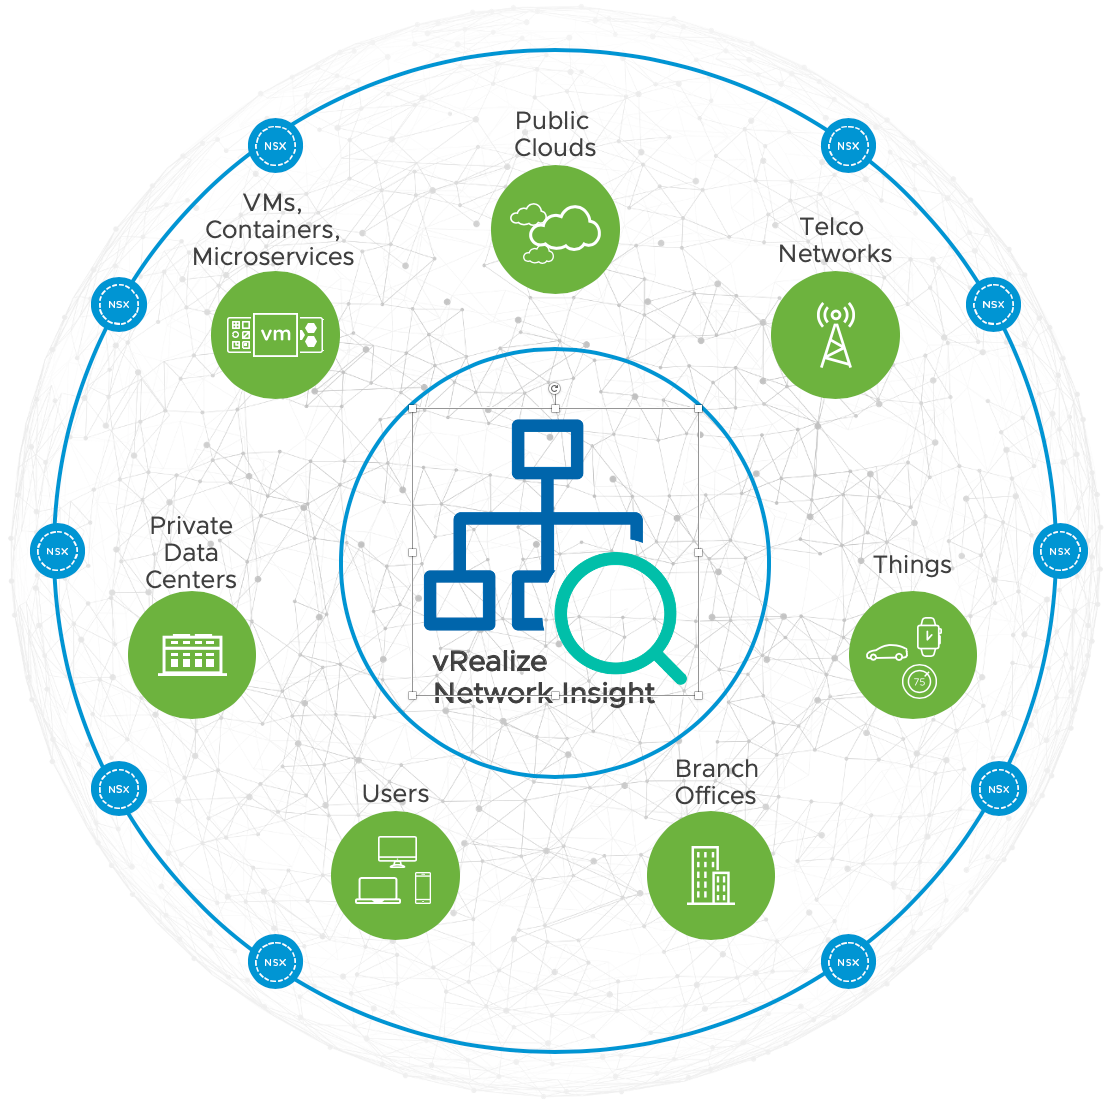 Public
Clouds
NSX
NSX
VMs,
Containers,
Microservices
Telco
Networks
NSX
NSX
vm
Private
Data
Centers
NSX
NSX
Things
75
vRealize
Network Insight
NSX
NSX
Users
Branch
Offices
NSX
NSX